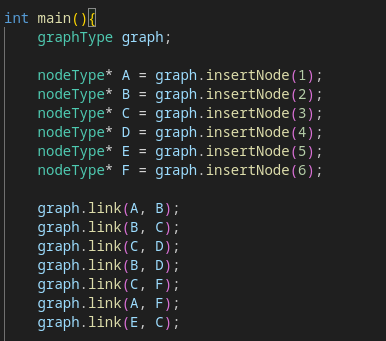 int main(){
graphType graph;
nodeType* A = graph.insertNode(1);
nodeType* B = graph.insertNode(2);
nodeType* C = graph.insertNode(3);
nodeType* D = graph.insertNode(4);
nodeType* E = graph.insertNode(5);
nodeType* F = graph.insertNode(6);
graph.link(A, B);
graph.link(B, C);
graph.link(C, D);
graph.link(B, D);
graph.link(C, F);
graph.link(A, F);
graph.link(E, C);